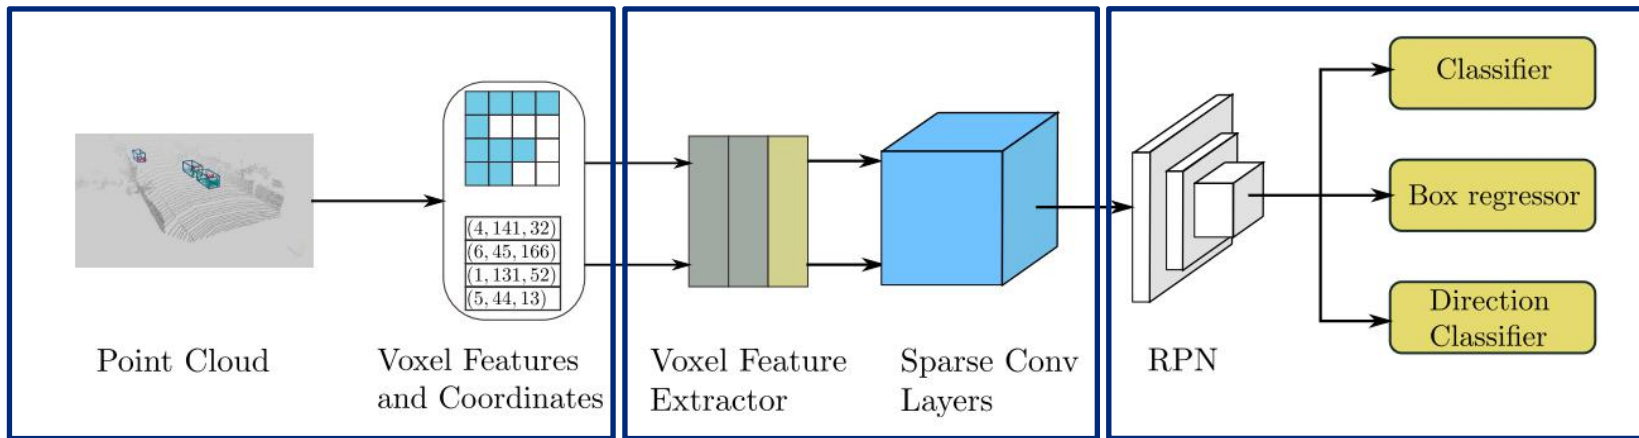 Point Cloud
(4, 141, 32)
(6, 45, 166)
(1, 131, 52)
(5, 44, 13)
Voxel Features
and Coordinates
Voxel Feature
Extractor
Sparse Conv
Layers
RPN
Classifier
Box regressor
Direction
Classifier